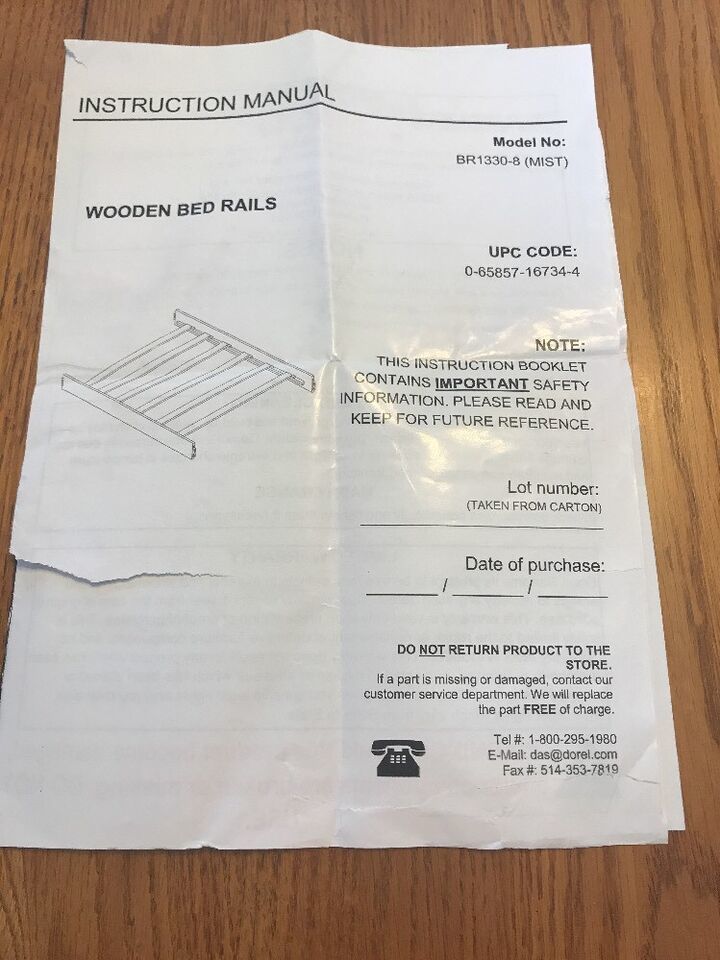 INSTRUCTION MANUAL
Model No:
BR1330-8 (MIST)
WOODEN BED RAILS
UPC CODE:
0-65857-16734-4
NOTE:
THIS INSTRUCTION BOOKLET
CONTAINS IMPORTANT SAFETY
INFORMATION. PLEASE READ AND
KEEP FOR FUTURE REFERENCE.
Lot number:
(TAKEN FROM CARTON)
Date of purchase:
/ /
DO NOT RETURN PRODUCT TO THE
STORE.
If a part is missing or damaged, contact our
customer service department. We will replace
the part FREE of charge.
Tel #: 1-800-295-1980
E-Mail: das@dorel.com
Fax #: 514-353-7819